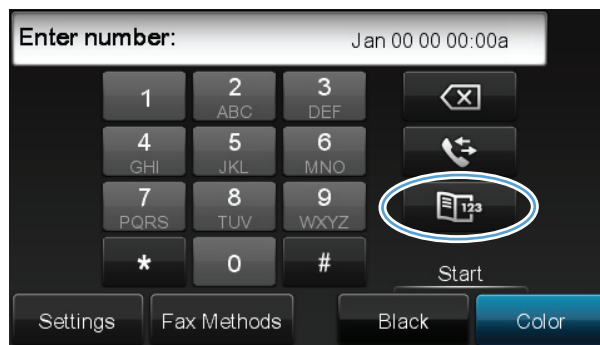 Enter number:
Jan 00 00 00:00a
1
2
3
ABC
DEF
4
5
6
GHI
JKL
MNO
7
8
9
123
PQRS
TUV
WXYZ
*
0
#
Start
Settings
Fax Methods
Black
Color